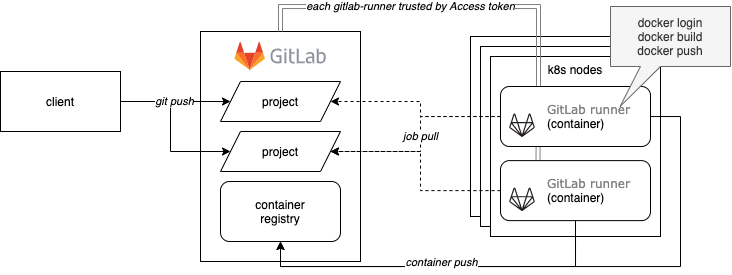 each gitlab-runner trusted by Access token
docker login
docker build
docker push
GitLab
k8s nodes
client
git push
project
GitLab runner
(container)
job pull
project
GitLab runner
(container)
container
registry
container push